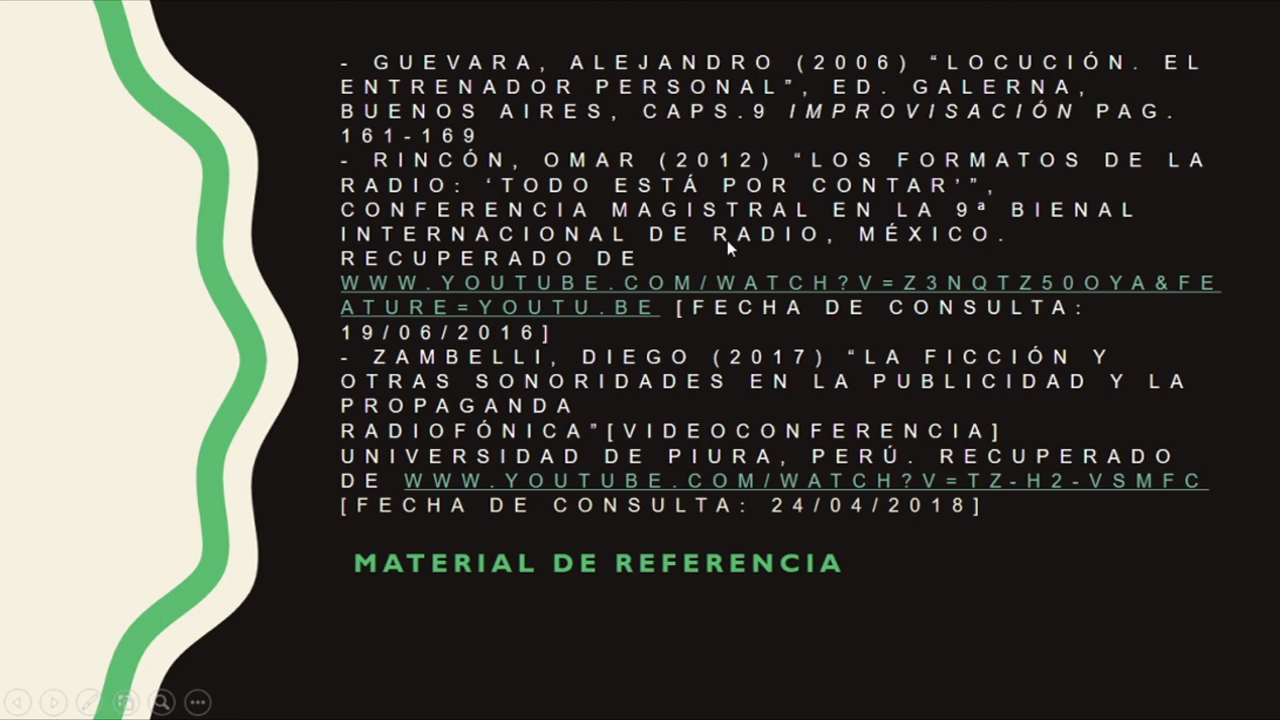 - GUEVARA, ALEJANDRO (2006) “LOCUCIÓN. EL
ENTRENADOR PERSONAL”, ED. GALERNA,
BUENOS AIRES, CAPS.9 IMPROVISACIÓN PAG.
161-169
- RINCÓN, OMAR (2012) “LOS FORMATOS DE LA
RADIO: ‘TODO ESTÁ POR CONTAR’”,
CONFERENCIA MAGISTRAL EN LA 9ª BIENAL
INTERNACIONAL DE RADIO, MÉXICO.
RECUPERADO DE
WWW.YOUTUBE.COM/WATCH?V=Z3NQTZ50OYA&FE
ATURE=YOUTU.BE [FECHA DE CONSULTA:
19/06/2016]
- ZAMBELLI, DIEGO (2017) “LA FICCIÓN Y
OTRAS SONORIDADES EN LA PUBLICIDAD Y LA
PROPAGANDA
RADIOFÓNICA”[VIDEOCONFERENCIA]
UNIVERSIDAD DE PIURA, PERÚ. RECUPERADO
DE WWW.YOUTUBE.COM/WATCH?V=TZ-H2-VSMFC
[FECHA DE CONSULTA: 24/04/2018]
MATERIAL DE REFERENCIA